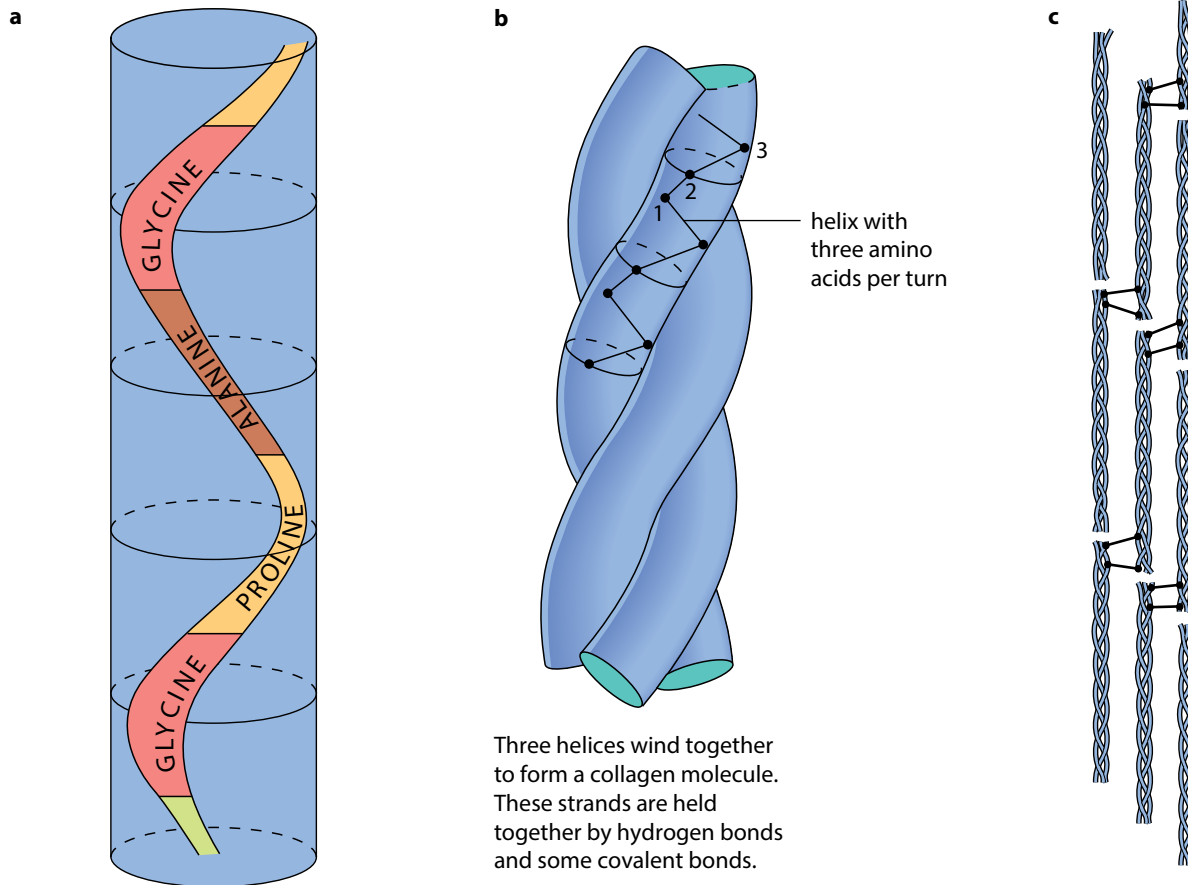 a
GLYCINE
ALANINE
PROLINE
GLYCINE
b
3
2
1
helix with
three amino
acids per turn
Three helices wind together
to form a collagen molecule.
These strands are held
together by hydrogen bonds
and some covalent bonds.
c